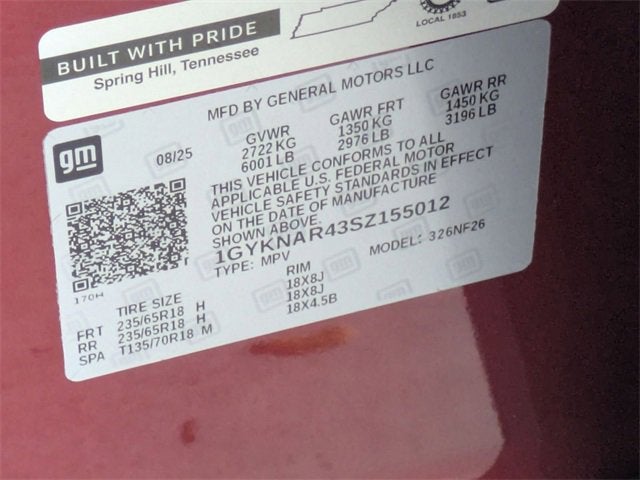 BUILT WITH PRIDE
Spring Hill, Tennessee
LOCAL 1853
MFD BY GENERAL MOTORS LLC
gm
08/25
GVWR GAWR FRT GAWR RR
2722 KG 1350 KG 1450 KG
6001 LB 2976 LB 3196 LB
THIS VEHICLE CONFORMS TO ALL
APPLICABLE U.S. FEDERAL MOTOR
VEHICLE SAFETY STANDARDS IN EFFECT
ON THE DATE OF MANUFACTURE
SHOWN ABOVE.
1GYKNAR43SZ155012
TYPE: MPV MODEL: 326NF26
170H
TIRE SIZE RIM
FRT 235/65R18 H 18X8J
RR 235/65R18 H 18X8J
SPA T135/70R18 M 18X4.5B